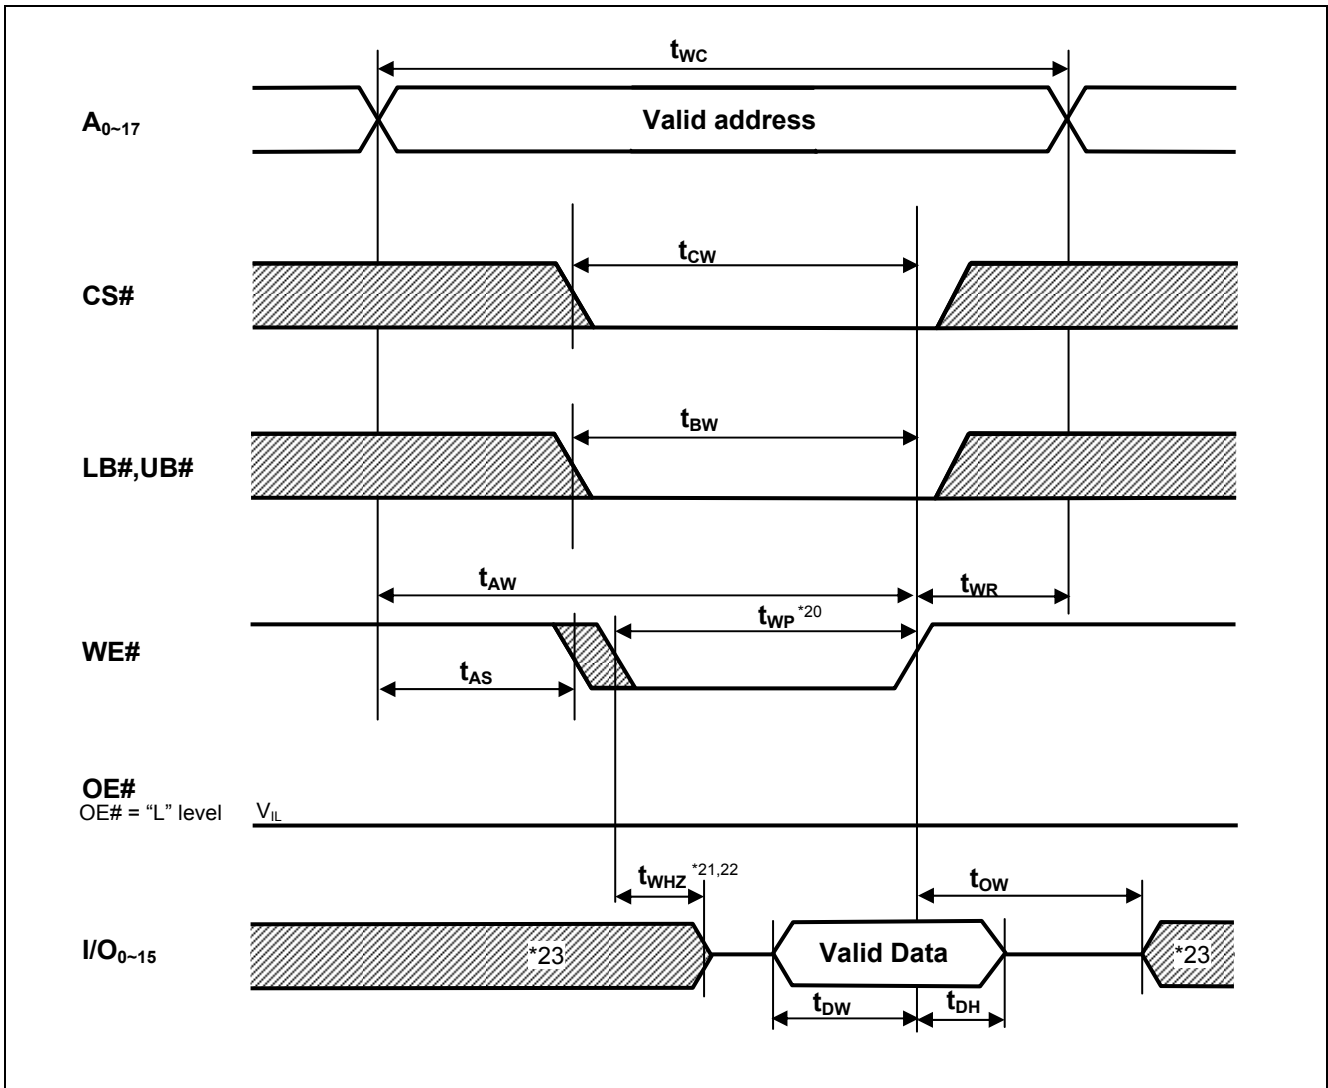 tWC
A0~17
Valid address
tCW
CS#
tBW
LB#,UB#
tAW
tWR
tWP *20
WE#
tAS
OE#
OE# = “L” level VIL
tWHZ *21,22
tOW
I/O0~15
*23
Valid Data
*23
tDW
tDH